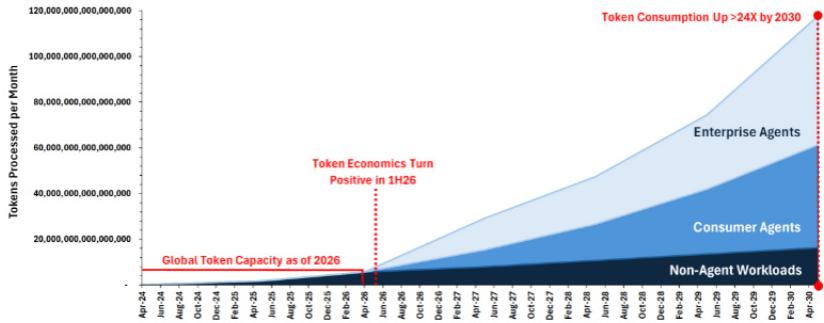 120,000,000,000,000,000
100,000,000,000,000,000
80,000,000,000,000,000
60,000,000,000,000,000
40,000,000,000,000,000
20,000,000,000,000,000
-
Tokens Processed per Month
Token Consumption Up >24X by 2030
Enterprise Agents
Token Economics Turn
Positive in 1H26
Consumer Agents
Global Token Capacity as of 2026
Non-Agent Workloads
Apr-24
Jun-24
Aug-24
Oct-24
Dec-24
Feb-25
Apr-25
Jun-25
Aug-25
Oct-25
Dec-25
Feb-26
Apr-26
Jun-26
Aug-26
Oct-26
Dec-26
Feb-27
Apr-27
Jun-27
Aug-27
Oct-27
Dec-27
Feb-28
Apr-28
Jun-28
Aug-28
Oct-28
Dec-28
Feb-29
Apr-29
Jun-29
Aug-29
Oct-29
Dec-29
Feb-30
Apr-30